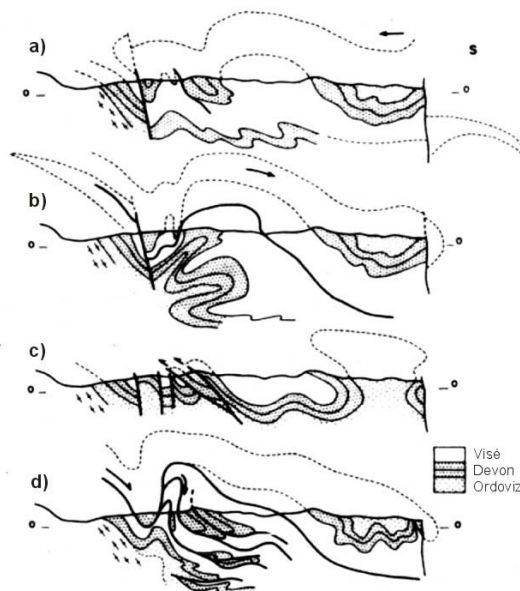 a)
S
o – – o
b)
o – – o
c)
o – – o
Visé
Devon
Ordoviz
d)
o – – o